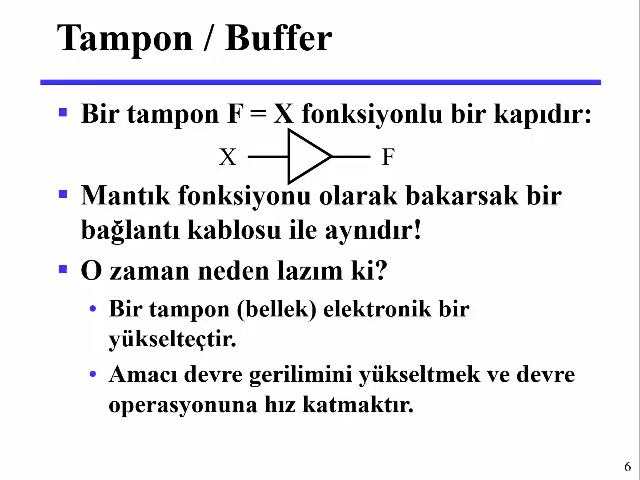 Tampon / Buffer
Bir tampon F = X fonksiyonlu bir kapıdır:
X F
Mantık fonksiyonu olarak bakarsak bir
bağlantı kablosu ile aynıdır!
O zaman neden lazım ki?
Bir tampon (bellek) elektronik bir
yükselteçtir.
Amacı devre gerilimini yükseltmek ve devre
operasyonuna hız katmaktır.
6